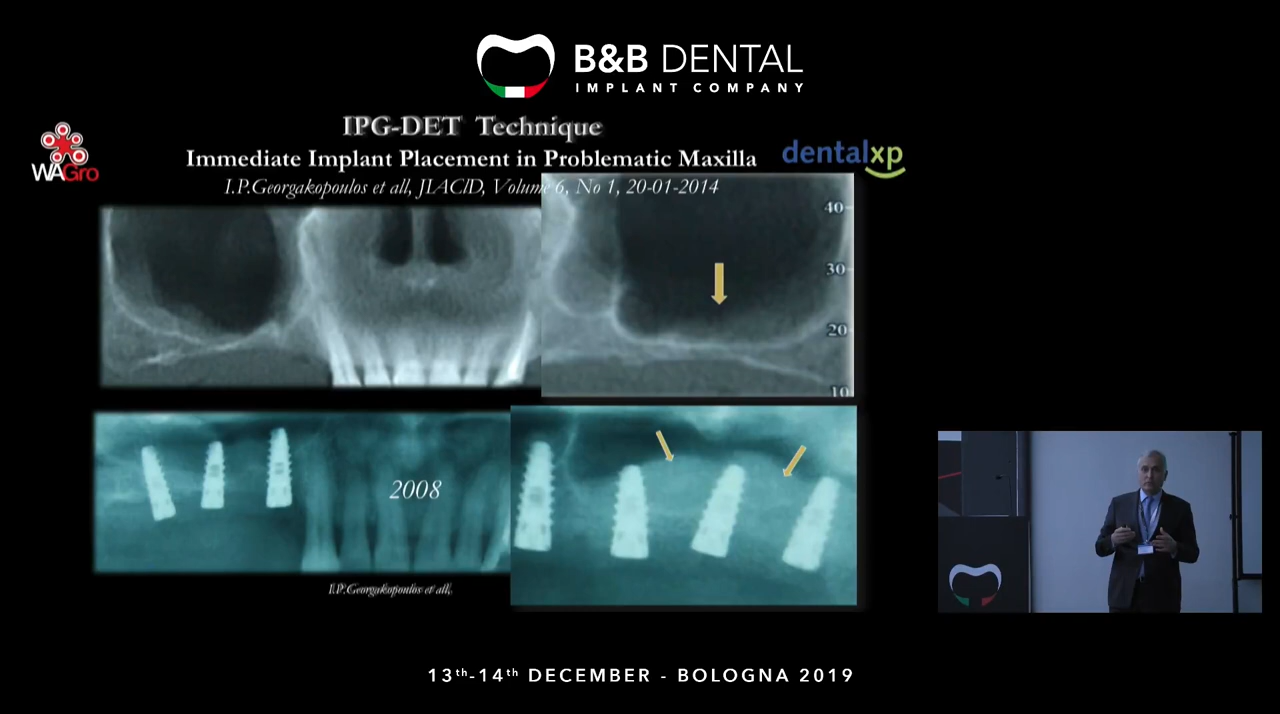 B&B DENTAL
IMPLANT COMPANY
IPG-DET Technique
Immediate Implant Placement in Problematic Maxilla
I.P.Georgakopoulos et all, JIACID, Volume 6, No 1, 20-01-2014
WAGro
dentalxp
40
30
20
10
2008
I.P.Georgakopoulos et all,
13th-14th DECEMBER - BOLOGNA 2019